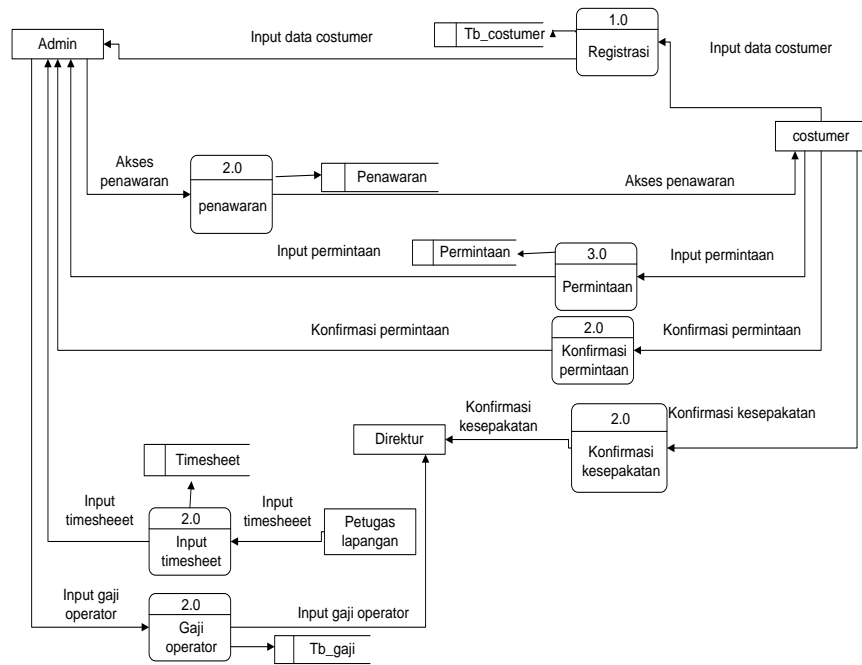 1.0
Admin
Input data costumer
Tb_costumer
Registrasi
Input data costumer
costumer
Akses
penawaran
2.0
penawaran
Penawaran
Akses penawaran
Input permintaan
Permintaan
3.0
Permintaan
Input permintaan
Konfirmasi permintaan
2.0
Konfirmasi
permintaan
Konfirmasi permintaan
Direktur
Konfirmasi
kesepakatan
2.0
Konfirmasi
kesepakatan
Konfirmasi kesepakatan
Timesheet
Input
timesheeet
2.0
Input
timesheet
Input
timesheeet
Petugas
lapangan
Input gaji
operator
2.0
Gaji
operator
Input gaji operator
Tb_gaji